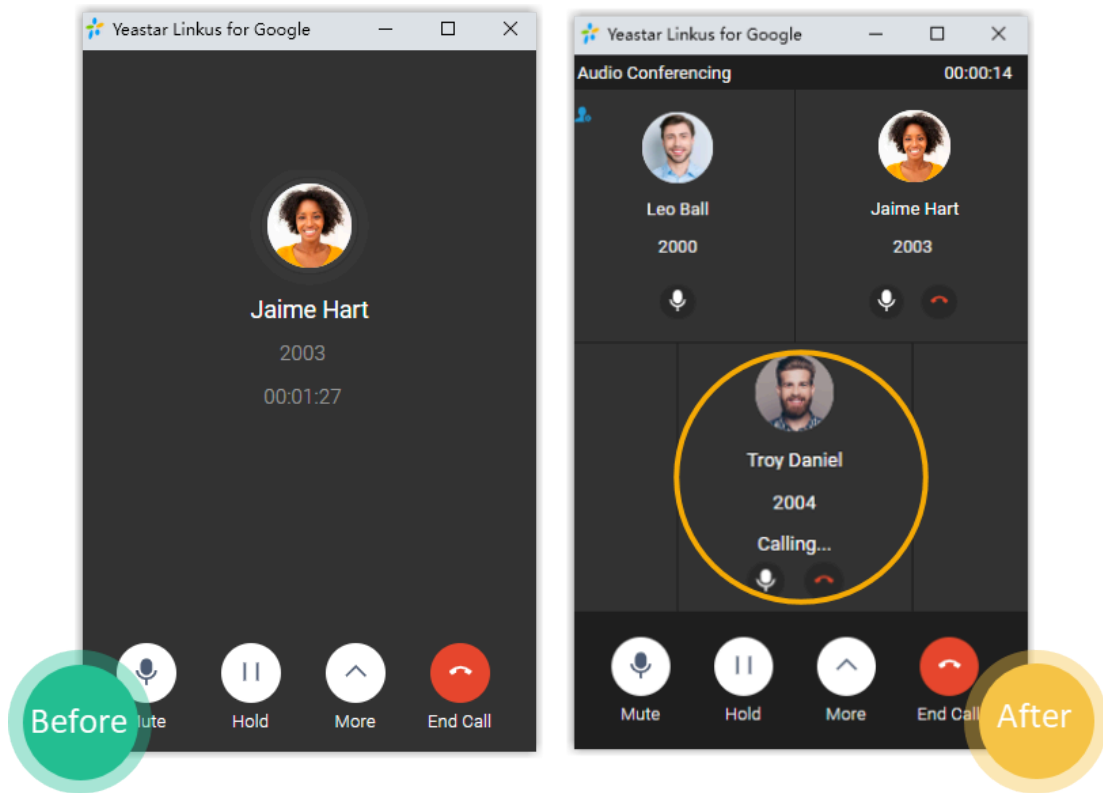 Yeastar Linkus for Google
Jaime Hart
2003
00:01:27
Mute Hold More End Call
Before
Yeastar Linkus for Google
Audio Conferencing 00:00:14
Leo Ball Jaime Hart
2000 2003
Troy Daniel
2004
Calling...
Mute Hold More End Call
After